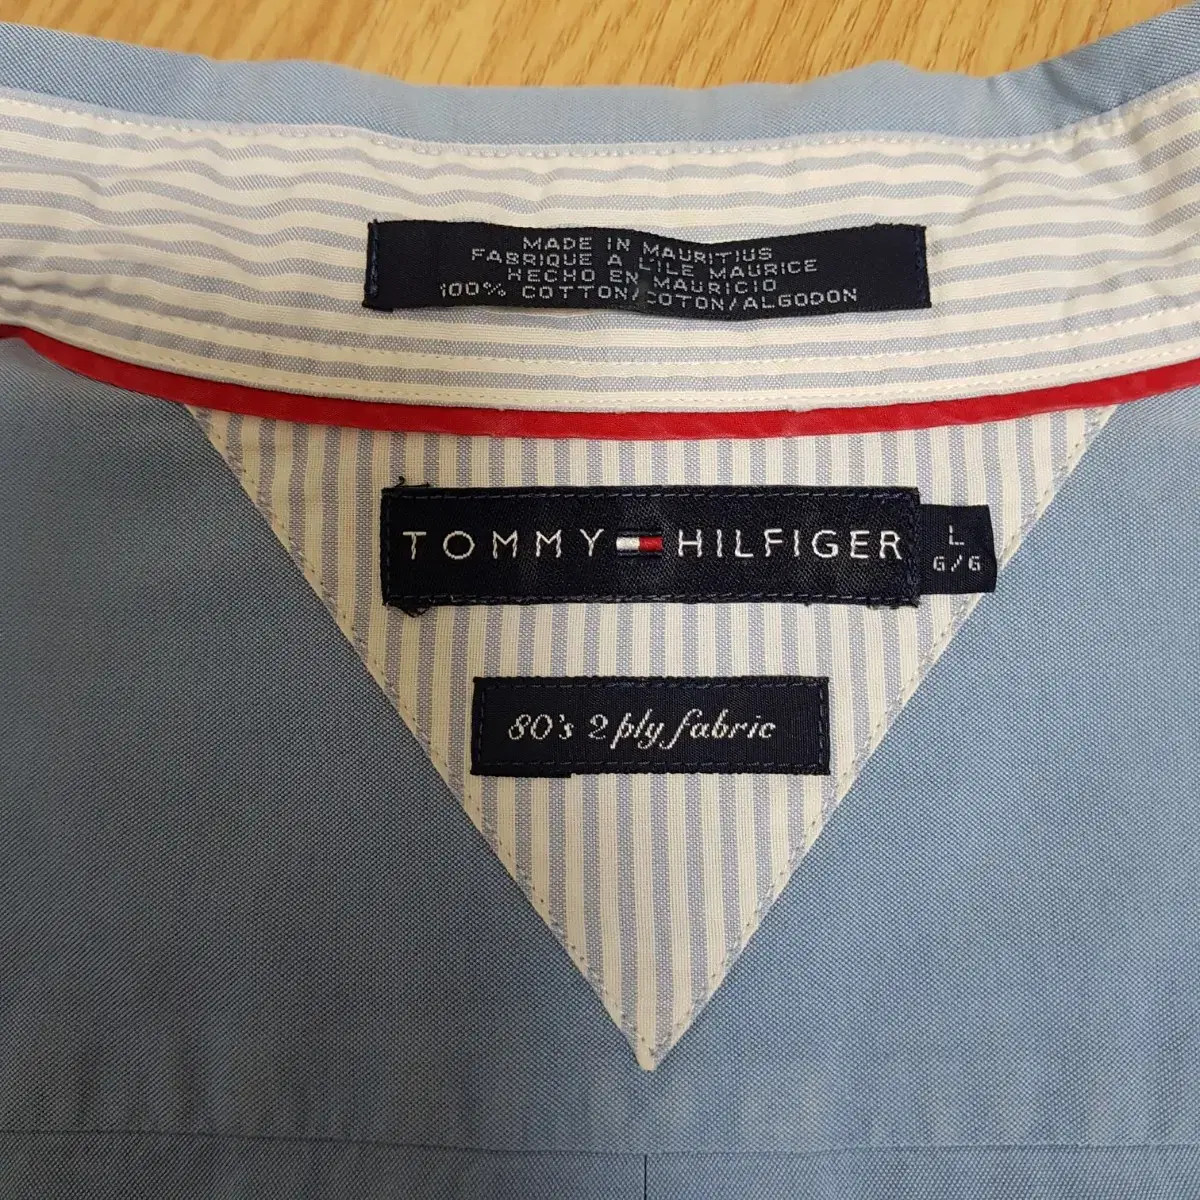 MADE IN MAURITIUS
FABRIQUE A L'ILE MAURICE
HECHO EN MAURICIO
100% COTTON/COTON/ALGODON
TOMMY HILFIGER
L
G/G
80's 2 ply fabric